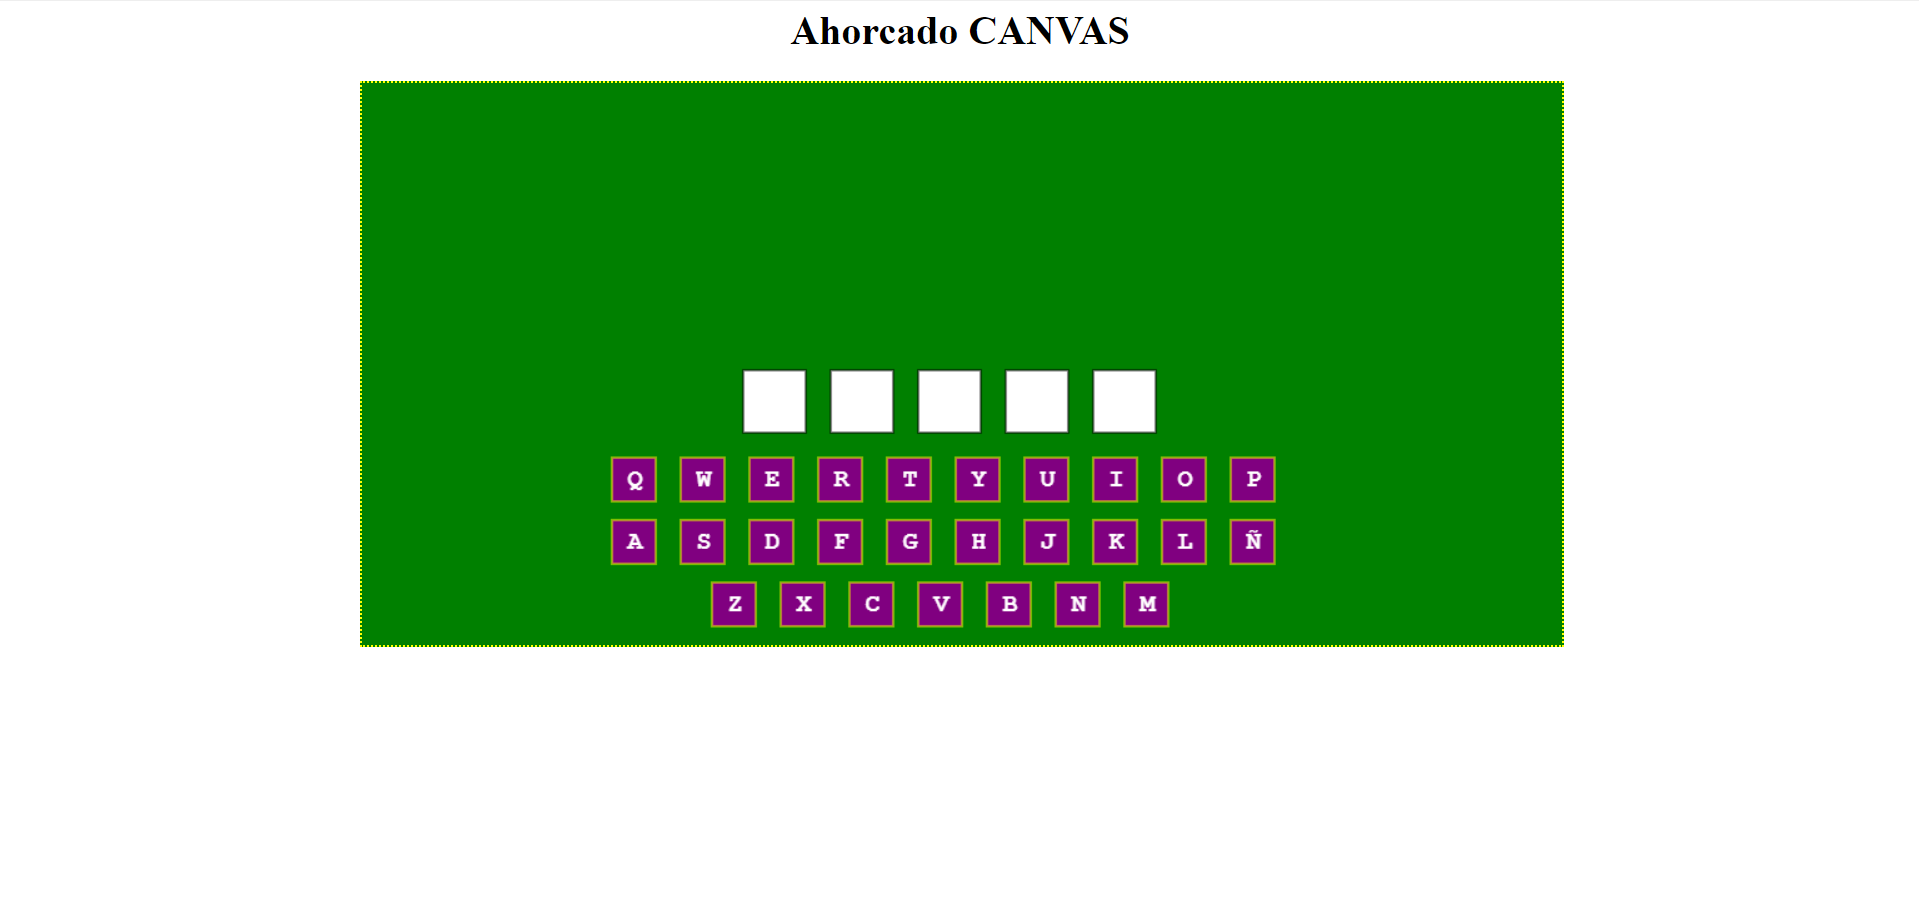 Ahorcado CANVAS
Q W E R T Y U I O P
A S D F G H J K L Ñ
Z X C V B N M